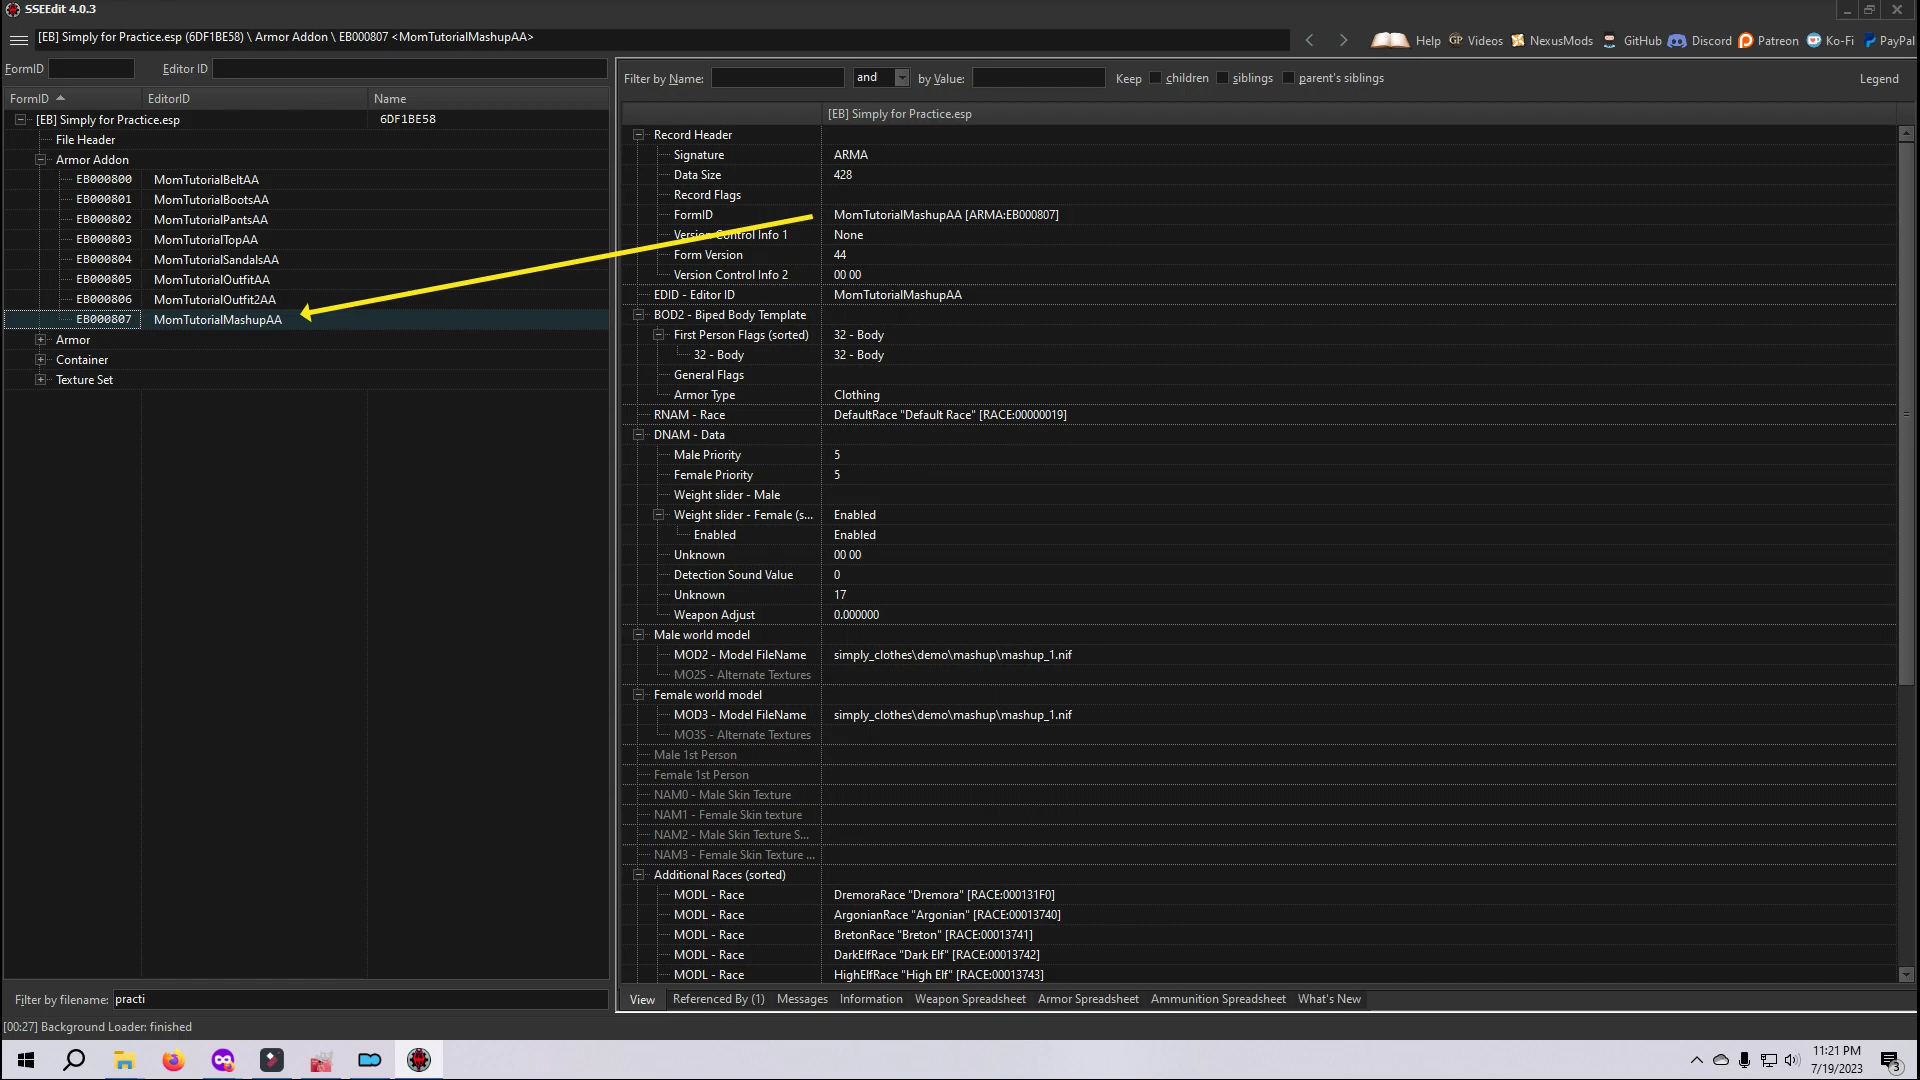 SSEEdit 4.0.3
[EB] Simply for Practice.esp (6DF1BE58) \ Armor Addon \ EB000807 <MomTutorialMashupAA>
Help Videos NexusMods GitHub Discord Patreon Ko-Fi PayPal
FormID Editor ID
Filter by Name: and by Value: Keep children siblings parent's siblings Legend
FormID EditorID Name
[EB] Simply for Practice.esp 6DF1BE58
File Header
Armor Addon
EB000800 MomTutorialBeltAA
EB000801 MomTutorialBootsAA
EB000802 MomTutorialPantsAA
EB000803 MomTutorialTopAA
EB000804 MomTutorialSandalsAA
EB000805 MomTutorialOutfitAA
EB000806 MomTutorialOutfit2AA
EB000807 MomTutorialMashupAA
Armor
Container
Texture Set
Filter by filename: practi
[EB] Simply for Practice.esp
Record Header
Signature ARMA
Data Size 428
Record Flags
FormID MomTutorialMashupAA [ARMA:EB000807]
Version Control Info 1 None
Form Version 44
Version Control Info 2 00 00
EDID - Editor ID MomTutorialMashupAA
BOD2 - Biped Body Template
First Person Flags (sorted) 32 - Body
32 - Body 32 - Body
General Flags
Armor Type Clothing
RNAM - Race DefaultRace "Default Race" [RACE:00000019]
DNAM - Data
Male Priority 5
Female Priority 5
Weight slider - Male
Weight slider - Female (s... Enabled
Enabled Enabled
Unknown 00 00
Detection Sound Value 0
Unknown 17
Weapon Adjust 0.000000
Male world model
MOD2 - Model FileName simply_clothes\demo\mashup\mashup_1.nif
MO2S - Alternate Textures
Female world model
MOD3 - Model FileName simply_clothes\demo\mashup\mashup_1.nif
MO3S - Alternate Textures
Male 1st Person
Female 1st Person
NAM0 - Male Skin Texture
NAM1 - Female Skin texture
NAM2 - Male Skin Texture S...
NAM3 - Female Skin Texture ...
Additional Races (sorted)
MODL - Race DremoraRace "Dremora" [RACE:000131F0]
MODL - Race ArgonianRace "Argonian" [RACE:00013740]
MODL - Race BretonRace "Breton" [RACE:00013741]
MODL - Race DarkElfRace "Dark Elf" [RACE:00013742]
MODL - Race HighElfRace "High Elf" [RACE:00013743]
View Referenced By (1) Messages Information Weapon Spreadsheet Armor Spreadsheet Ammunition Spreadsheet What's New
[00:27] Background Loader: finished
11:21 PM
7/19/2023
3